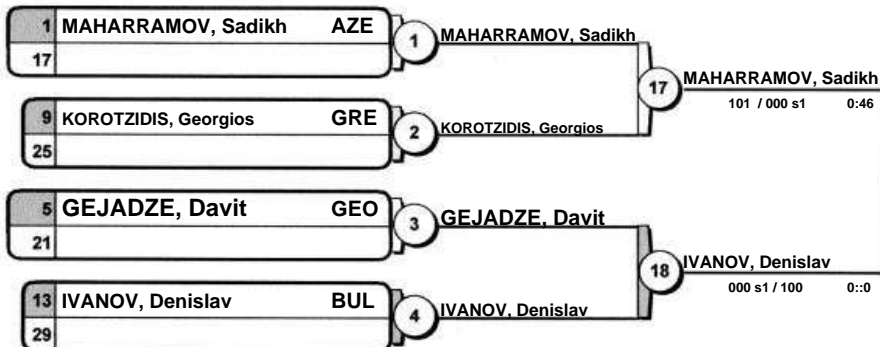 1 MAHARRAMOV, Sadikh AZE
17
1 MAHARRAMOV, Sadikh
17 MAHARRAMOV, Sadikh
101 / 000 s1 0:46
9 KOROTZIDIS, Georgios GRE
25
2 KOROTZIDIS, Georgios
5 GEJADZE, Davit GEO
21
3 GEJADZE, Davit
18 IVANOV, Denislav
000 s1 / 100 0::0
13 IVANOV, Denislav BUL
29
4 IVANOV, Denislav